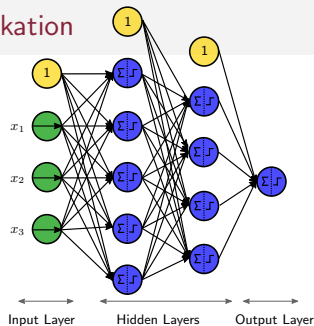 kation
1
1
1
x₁
x₂
x₃
Σ
Σ
Σ
Σ
Σ
Σ
Σ
Σ
Σ
Σ
Input Layer
Hidden Layers
Output Layer